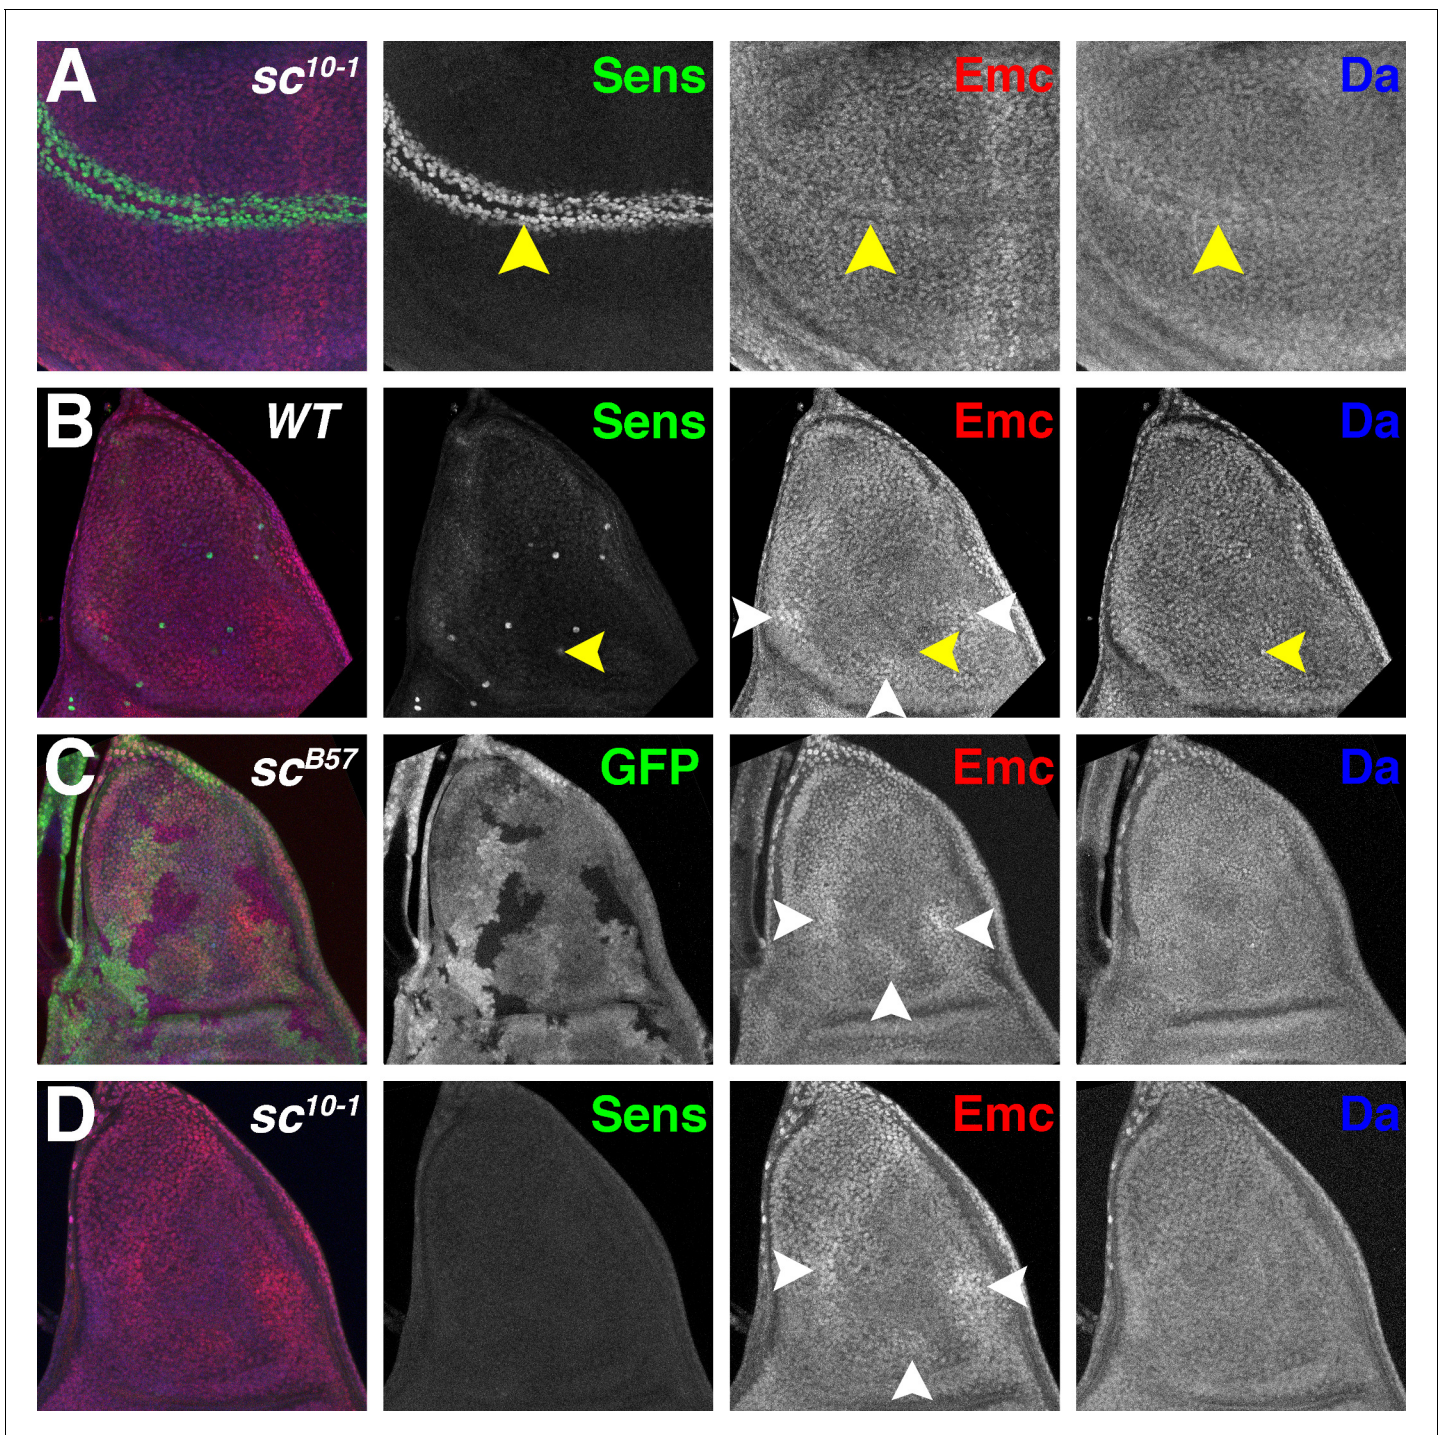 A sc10-1 Sens Emc Da
B WT Sens Emc Da
C scB57 GFP Emc Da
D sc10-1 Sens Emc Da